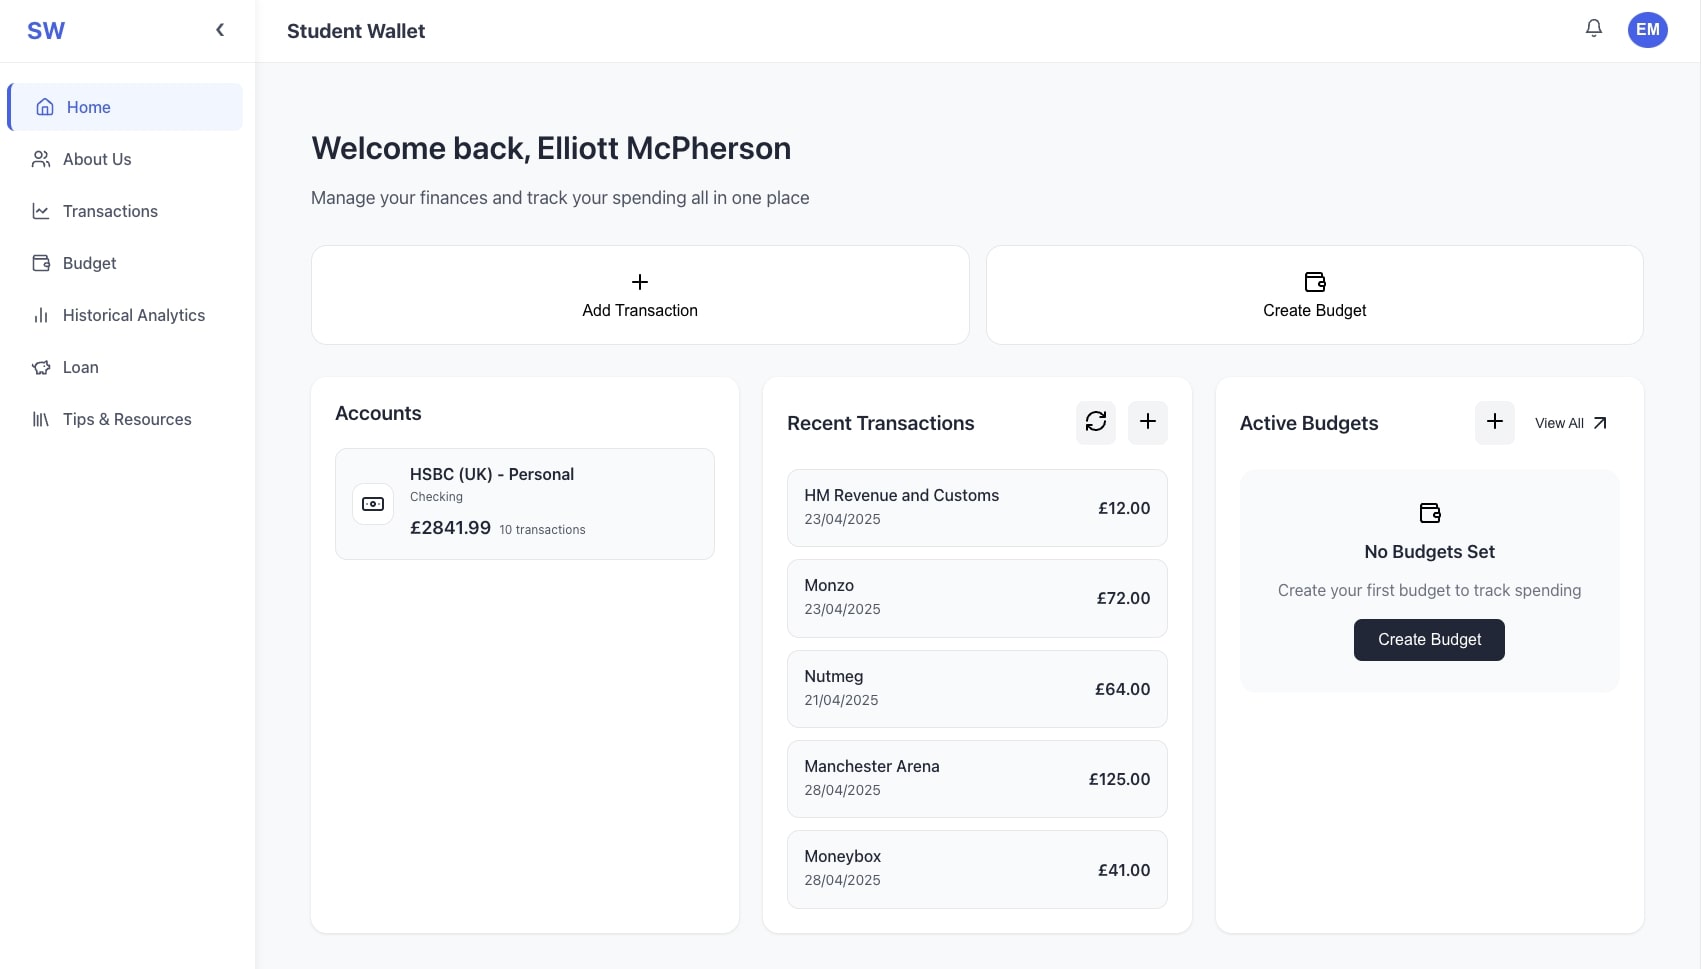 SW
Student Wallet
EM
Home
About Us
Transactions
Budget
Historical Analytics
Loan
Tips & Resources
Welcome back, Elliott McPherson
Manage your finances and track your spending all in one place
Add Transaction
Create Budget
Accounts
HSBC (UK) - Personal
Checking
£2841.99 10 transactions
Recent Transactions
HM Revenue and Customs
23/04/2025
£12.00
Monzo
23/04/2025
£72.00
Nutmeg
21/04/2025
£64.00
Manchester Arena
28/04/2025
£125.00
Moneybox
28/04/2025
£41.00
Active Budgets
View All
No Budgets Set
Create your first budget to track spending
Create Budget